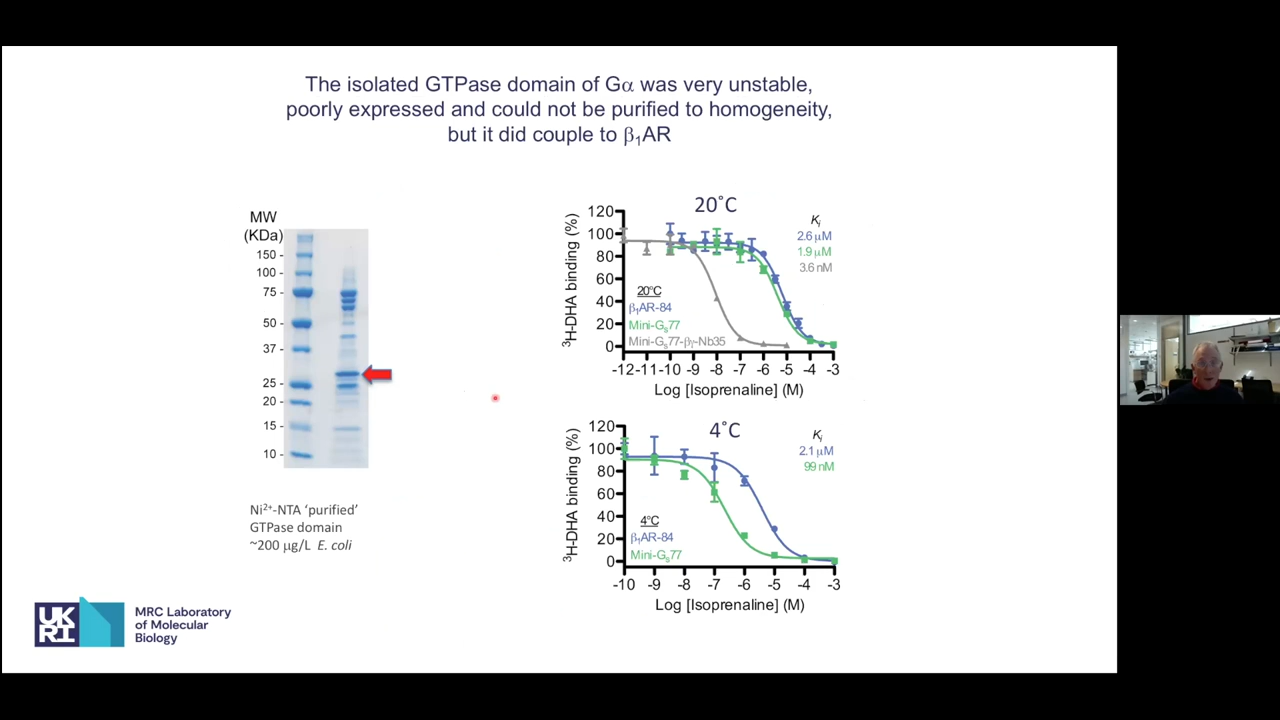 The isolated GTPase domain of Gα was very unstable,
poorly expressed and could not be purified to homogeneity,
but it did couple to β₁AR
MW
(KDa)
150 -
100 -
75 -
50 -
37 -
25 -
20 -
15 -
10 -
Ni²⁺-NTA ‘purified’
GTPase domain
~200 μg/L E. coli
20˚C
³H-DHA binding (%)
120
100
80
60
40
20
0
Kᵢ
2.6 μM
1.9 μM
3.6 nM
20°C
β₁AR-84
Mini-Gₛ77
Mini-Gₛ77-βγ-Nb35
-12 -11 -10 -9 -8 -7 -6 -5 -4 -3
Log [Isoprenaline] (M)
4˚C
³H-DHA binding (%)
120
100
80
60
40
20
0
Kᵢ
2.1 μM
99 nM
4°C
β₁AR-84
Mini-Gₛ77
-10 -9 -8 -7 -6 -5 -4 -3
Log [Isoprenaline] (M)
UK
RI
MRC Laboratory
of Molecular
Biology